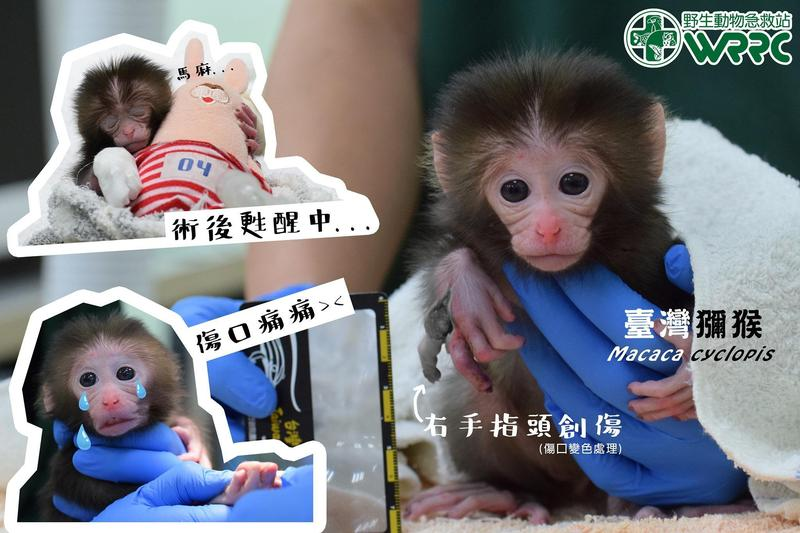 野生動物急救站
WRRC
馬麻...
04
術後甦醒中...
傷口痛痛><
臺灣獼猴
Macaca cyclopis
右手指頭創傷
(傷口變色處理)